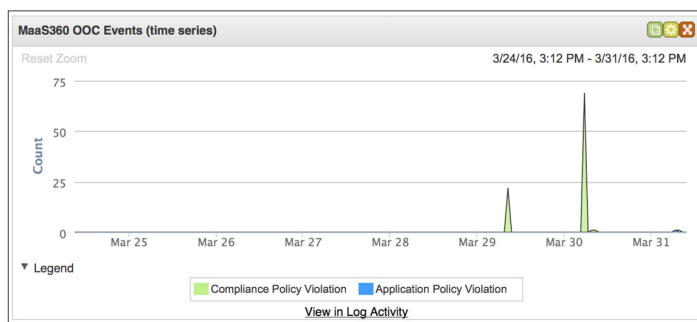 MaaS360 OOC Events (time series)
Reset Zoom
3/24/16, 3:12 PM - 3/31/16, 3:12 PM
75
50
25
0
Count
Mar 25 Mar 26 Mar 27 Mar 28 Mar 29 Mar 30 Mar 31
Legend
Compliance Policy Violation Application Policy Violation
View in Log Activity